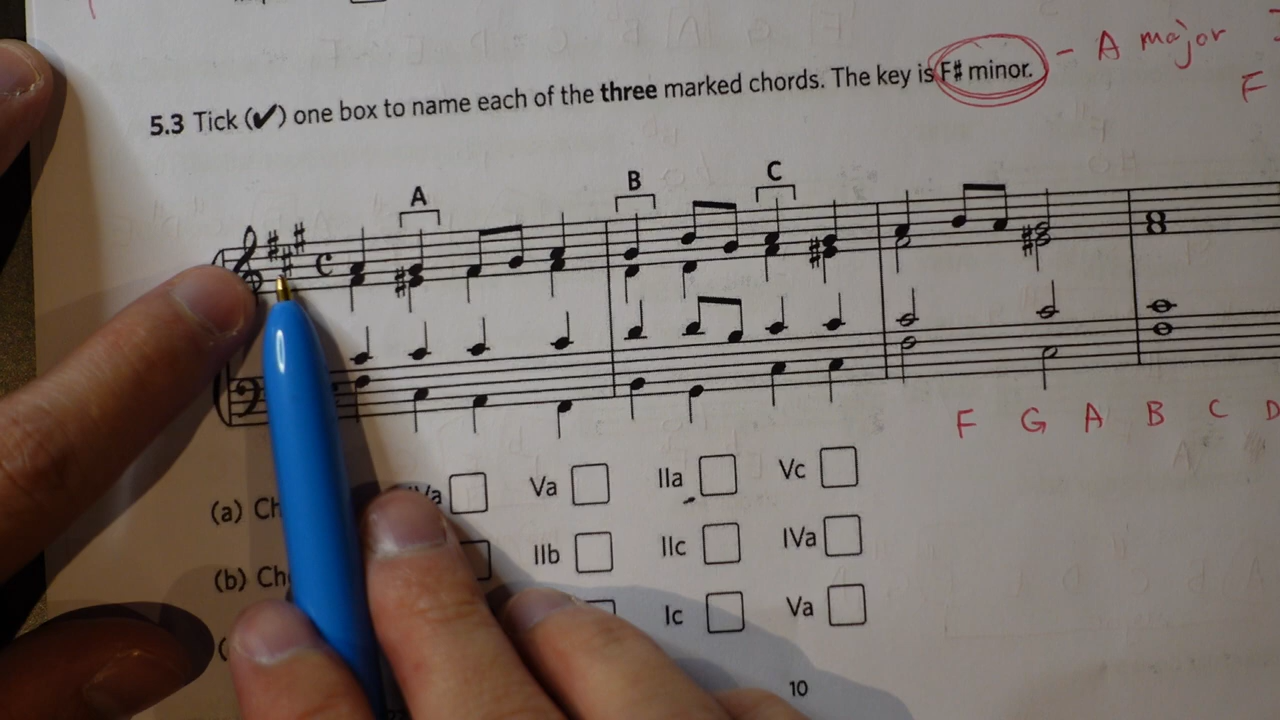 - A major
F
5.3 Tick (✔) one box to name each of the three marked chords. The key is F# minor.
A B C
F G A B C D
(a) Ch Va Va IIa Vc
(b) Ch IIb IIc IVa
( Ic Va
10